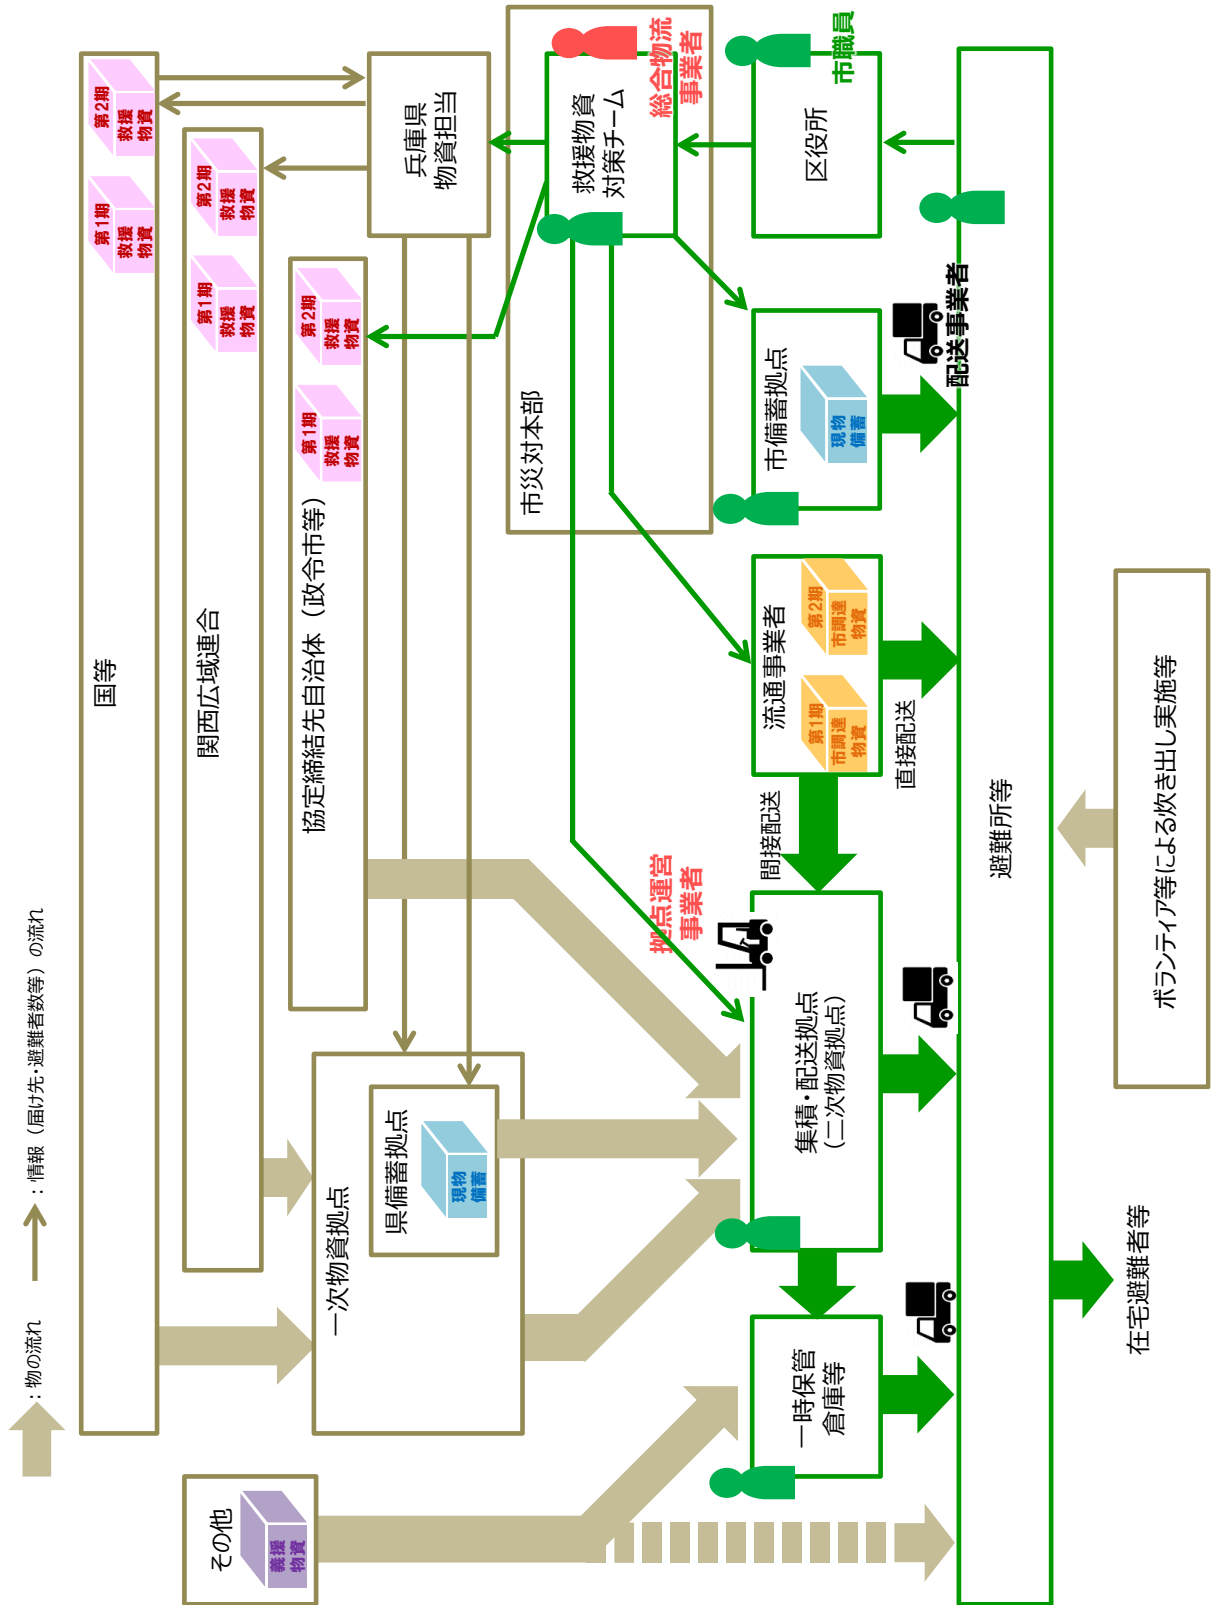 ：物の流れ
：情報（届け先・避難者数等）の流れ
国等
第1期
救援
物資
第2期
救援
物資
関西広域連合
第1期
救援
物資
第2期
救援
物資
協定締結先自治体（政令市等）
第1期
救援
物資
第2期
救援
物資
兵庫県
物資担当
その他
義援
物資
一次物資拠点
県備蓄拠点
現物
備蓄
市災対本部
救援物資
対策チーム
総合物流
事業者
拠点運営
事業者
一時保管
倉庫等
集積・配送拠点
（二次物資拠点）
間接配送
流通事業者
第1期
市調達
物資
第2期
市調達
物資
直接配送
市備蓄拠点
現物
備蓄
配送事業者
区役所
市職員
避難所等
在宅避難者等
ボランティア等による炊き出し実施等